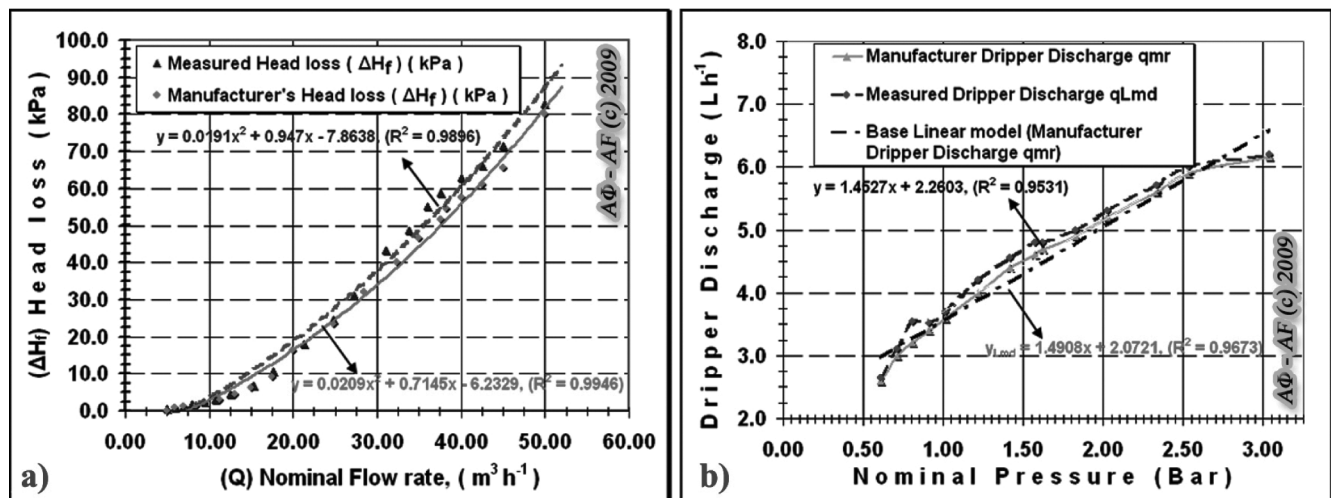 100.0
90.0
80.0
70.0
60.0
50.0
40.0
30.0
20.0
10.0
0.0
(ΔHf) Head loss (kPa)
Measured Head loss ( ΔHf ) ( kPa )
Manufacturer's Head loss ( ΔHf ) ( kPa )
y = 0.0191x² + 0.947x - 7.8638, (R² = 0.9896)
y = 0.0209x² + 0.7145x - 6.2329, (R² = 0.9946)
AΦ - AF (c) 2009
0.00 10.00 20.00 30.00 40.00 50.00 60.00
(Q) Nominal Flow rate, ( m³ h⁻¹)
a)
8.0
7.0
6.0
5.0
4.0
3.0
2.0
Dripper Discharge (Lh⁻¹)
Manufacturer Dripper Discharge qmr
Measured Dripper Discharge qLmd
Base Linear model (Manufacturer
Dripper Discharge qmr)
y = 1.4527x + 2.2603, (R² = 0.9531)
yLmd = 1.4908x + 2.0721, (R² = 0.9673)
AΦ - AF (c) 2009
0.00 0.50 1.00 1.50 2.00 2.50 3.00
Nominal Pressure (Bar)
b)